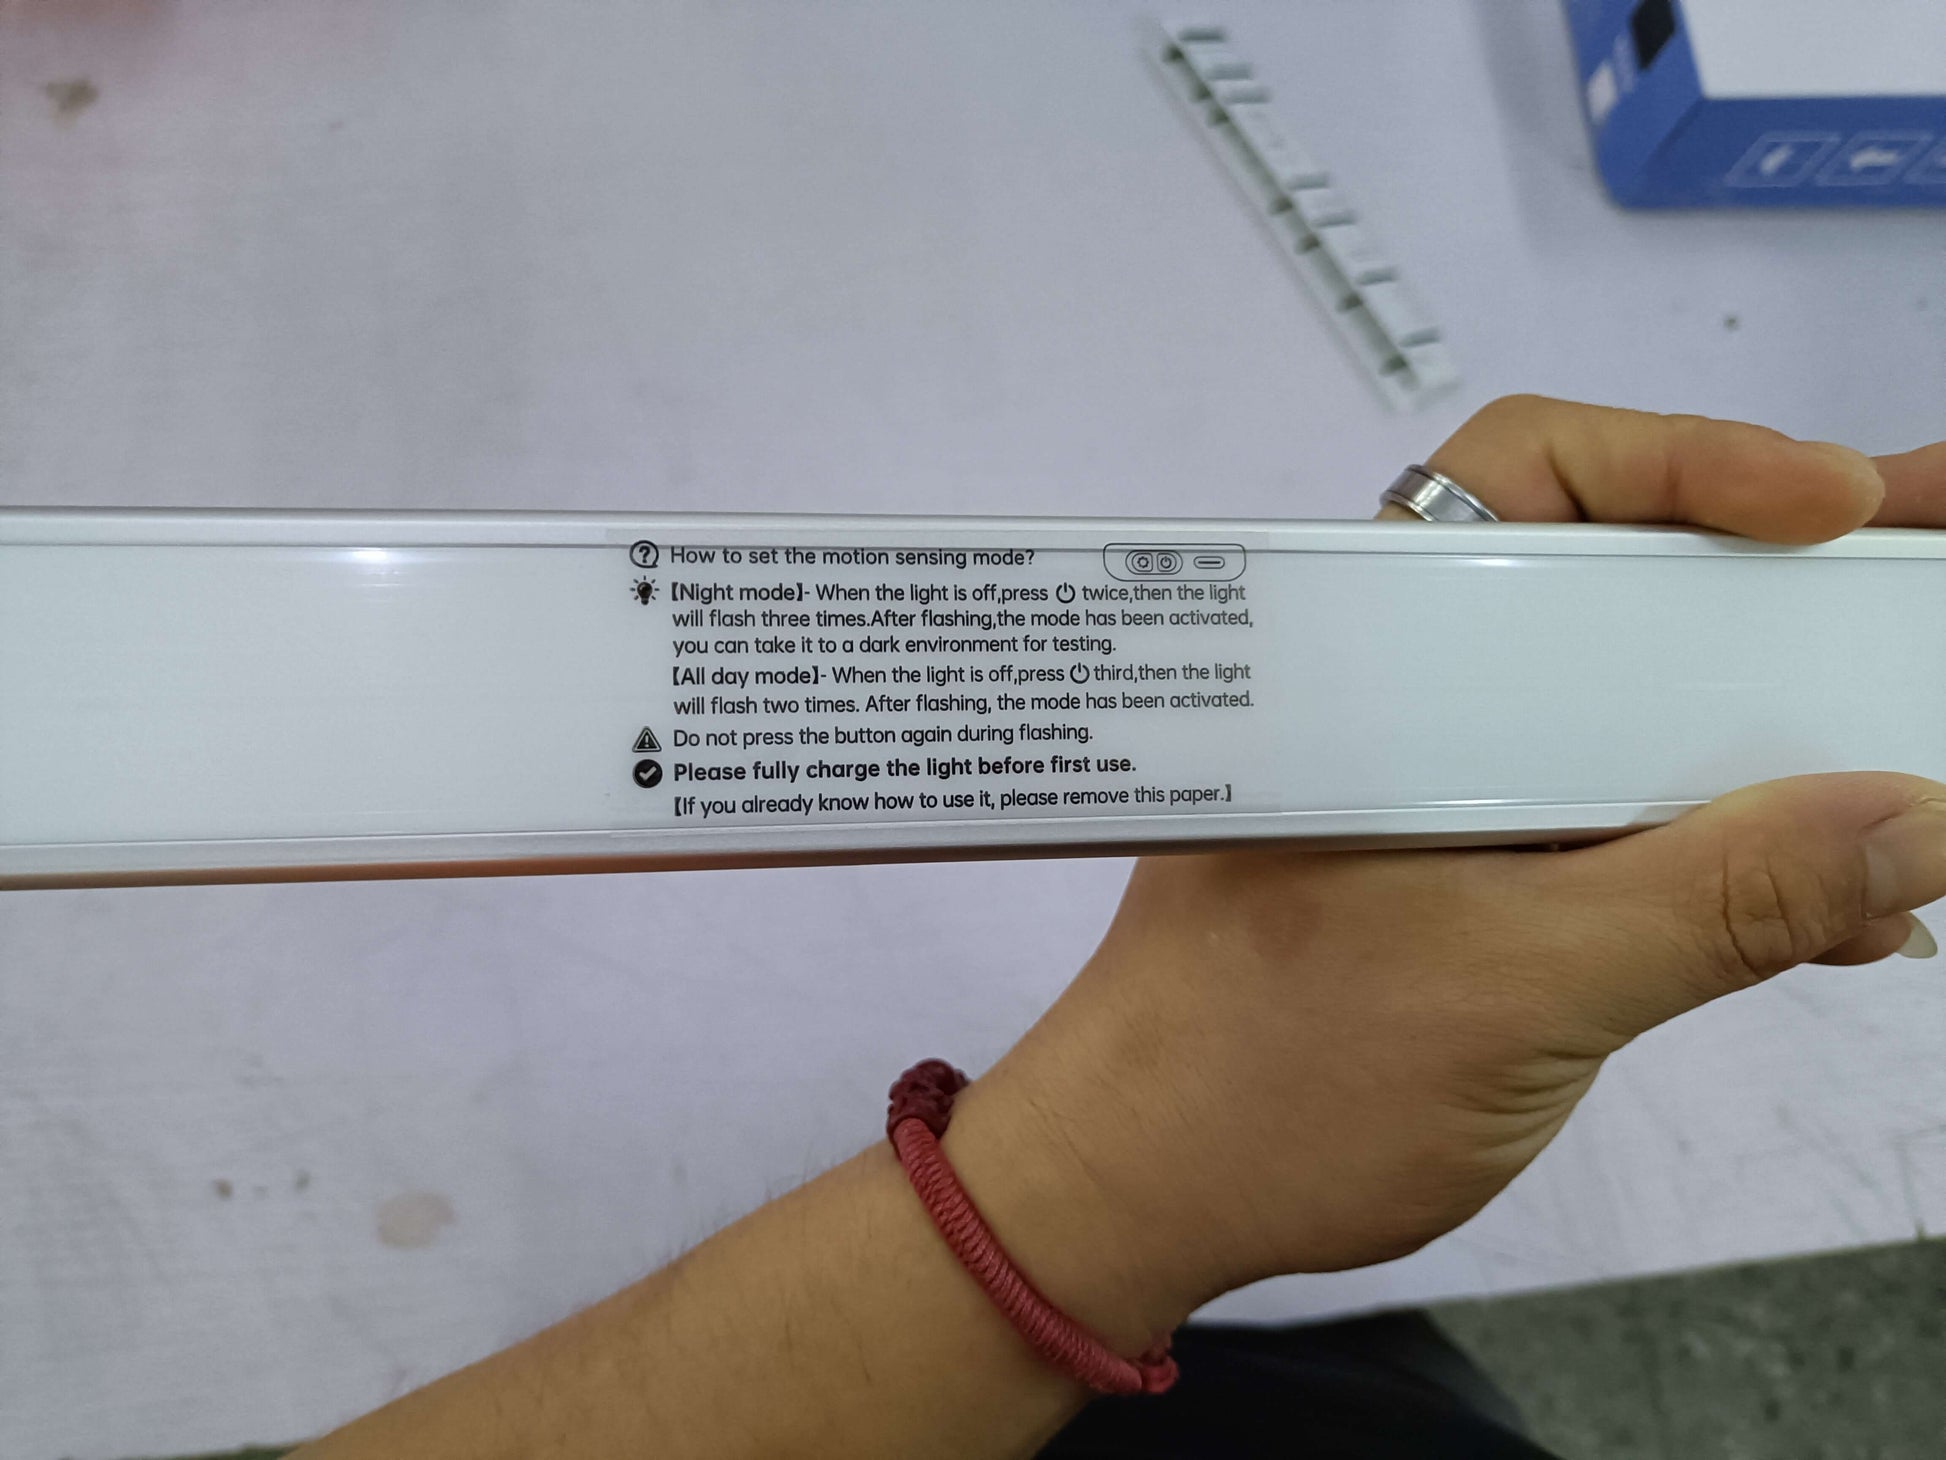 How to set the motion sensing mode?
【Night mode】- When the light is off,press twice,then the light
will flash three times.After flashing,the mode has been activated,
you can take it to a dark environment for testing.
【All day mode】- When the light is off,press third,then the light
will flash two times. After flashing, the mode has been activated.
Do not press the button again during flashing.
Please fully charge the light before first use.
【If you already know how to use it, please remove this paper.】